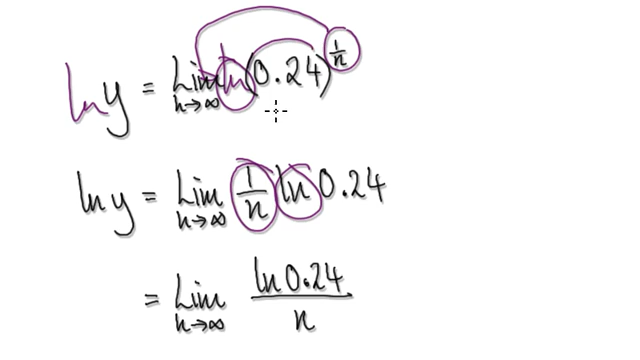 ln y = Lim n→∞ ln(0.24)^(1/n)
ln y = Lim n→∞ 1/n ln 0.24
= Lim n→∞ ln 0.24 / n